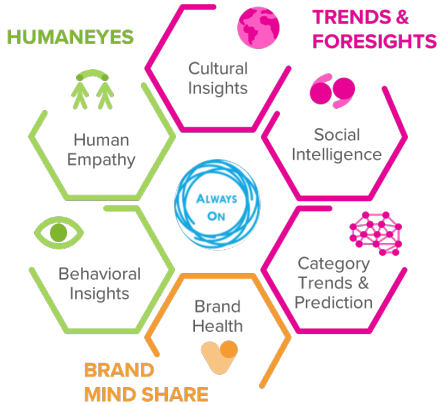 HUMANEYES
TRENDS &
FORESIGHTS
Cultural
Insights
Human
Empathy
Social
Intelligence
ALWAYS
ON
Behavioral
Insights
Category
Trends &
Prediction
Brand
Health
BRAND
MIND SHARE